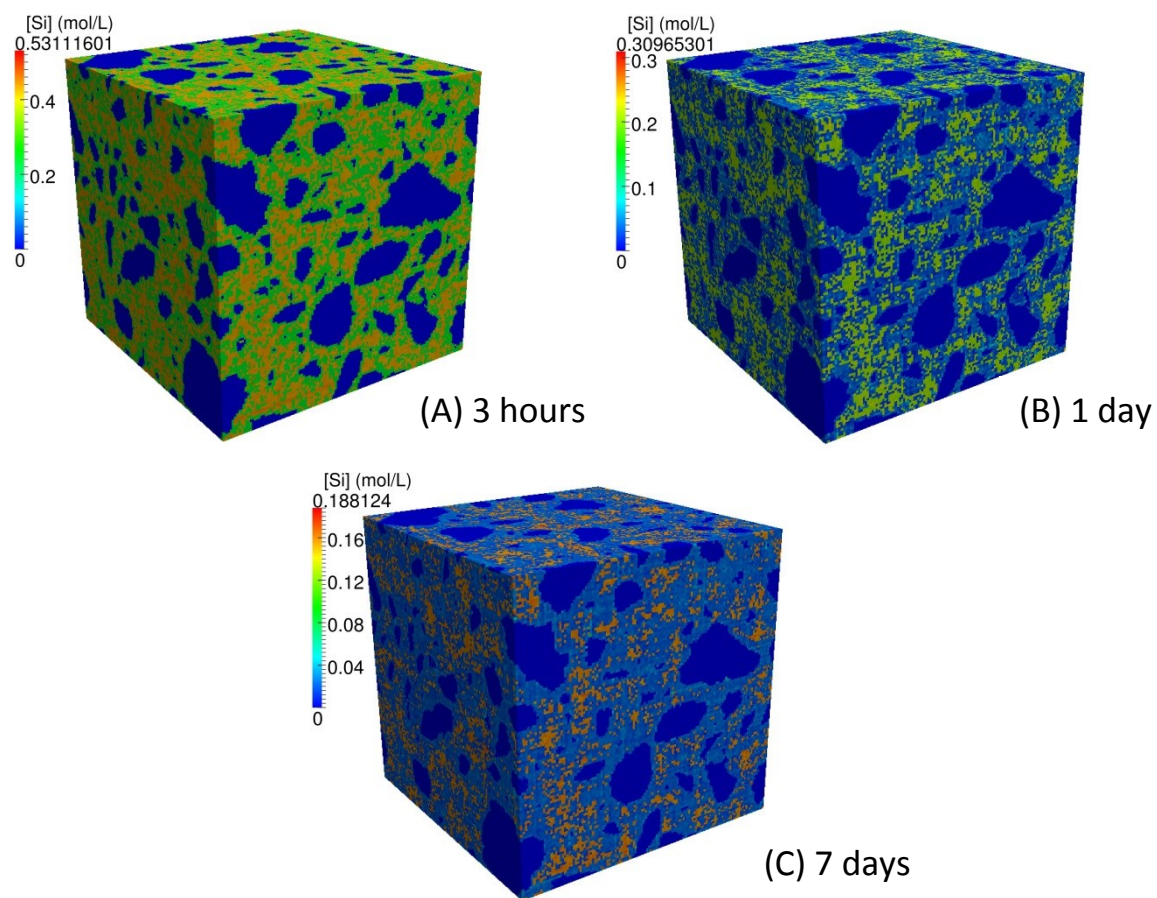 [Si] (mol/L)
0.53111601
0.4
0.2
0
(A) 3 hours
[Si] (mol/L)
0.30965301
0.3
0.2
0.1
0
(B) 1 day
[Si] (mol/L)
0.188124
0.16
0.12
0.08
0.04
0
(C) 7 days